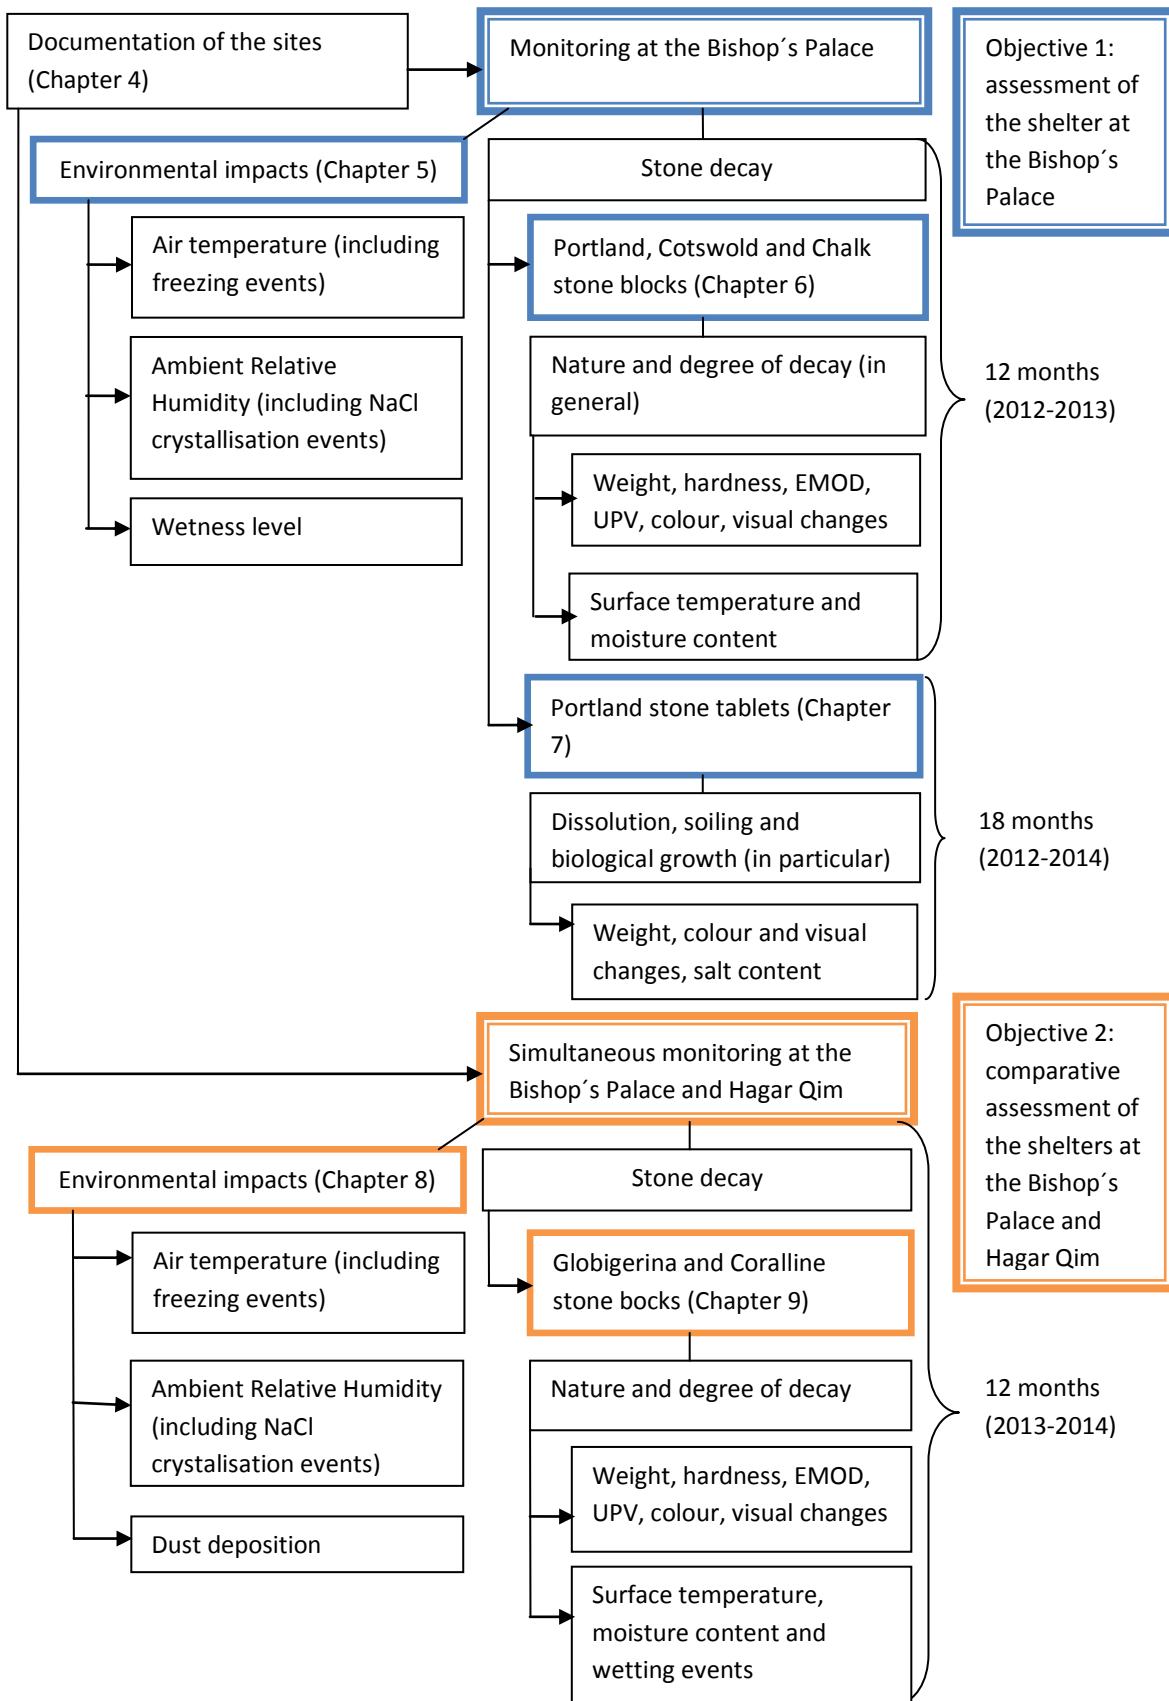 Documentation of the sites
(Chapter 4)
Monitoring at the Bishop´s Palace
Objective 1:
assessment of
the shelter at
the Bishop´s
Palace
Environmental impacts (Chapter 5)
Air temperature (including
freezing events)
Ambient Relative
Humidity (including NaCl
crystallisation events)
Wetness level
Stone decay
Portland, Cotswold and Chalk
stone blocks (Chapter 6)
Nature and degree of decay (in
general)
Weight, hardness, EMOD,
UPV, colour, visual changes
Surface temperature and
moisture content
12 months
(2012-2013)
Portland stone tablets (Chapter
7)
Dissolution, soiling and
biological growth (in particular)
Weight, colour and visual
changes, salt content
18 months
(2012-2014)
Simultaneous monitoring at the
Bishop´s Palace and Hagar Qim
Objective 2:
comparative
assessment of
the shelters at
the Bishop´s
Palace and
Hagar Qim
Environmental impacts (Chapter 8)
Air temperature (including
freezing events)
Ambient Relative Humidity
(including NaCl
crystalisation events)
Dust deposition
Stone decay
Globigerina and Coralline
stone bocks (Chapter 9)
Nature and degree of decay
Weight, hardness, EMOD,
UPV, colour, visual changes
Surface temperature,
moisture content and
wetting events
12 months
(2013-2014)